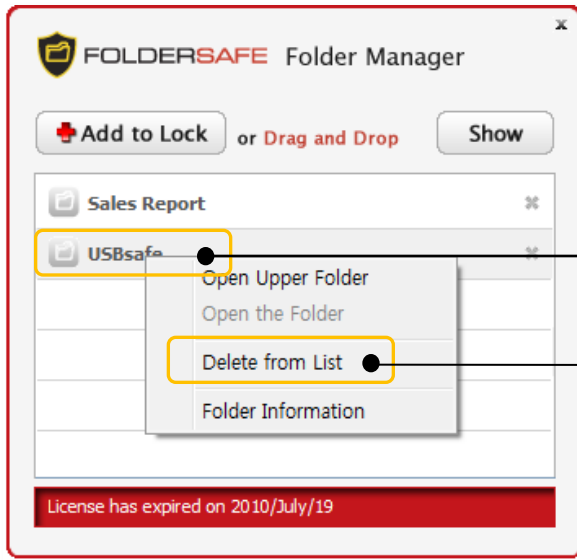 x
FOLDERSAFE Folder Manager
Add to Lock or Drag and Drop Show
Sales Report
USBsafe
Open Upper Folder
Open the Folder
Delete from List
Folder Information
License has expired on 2010/July/19